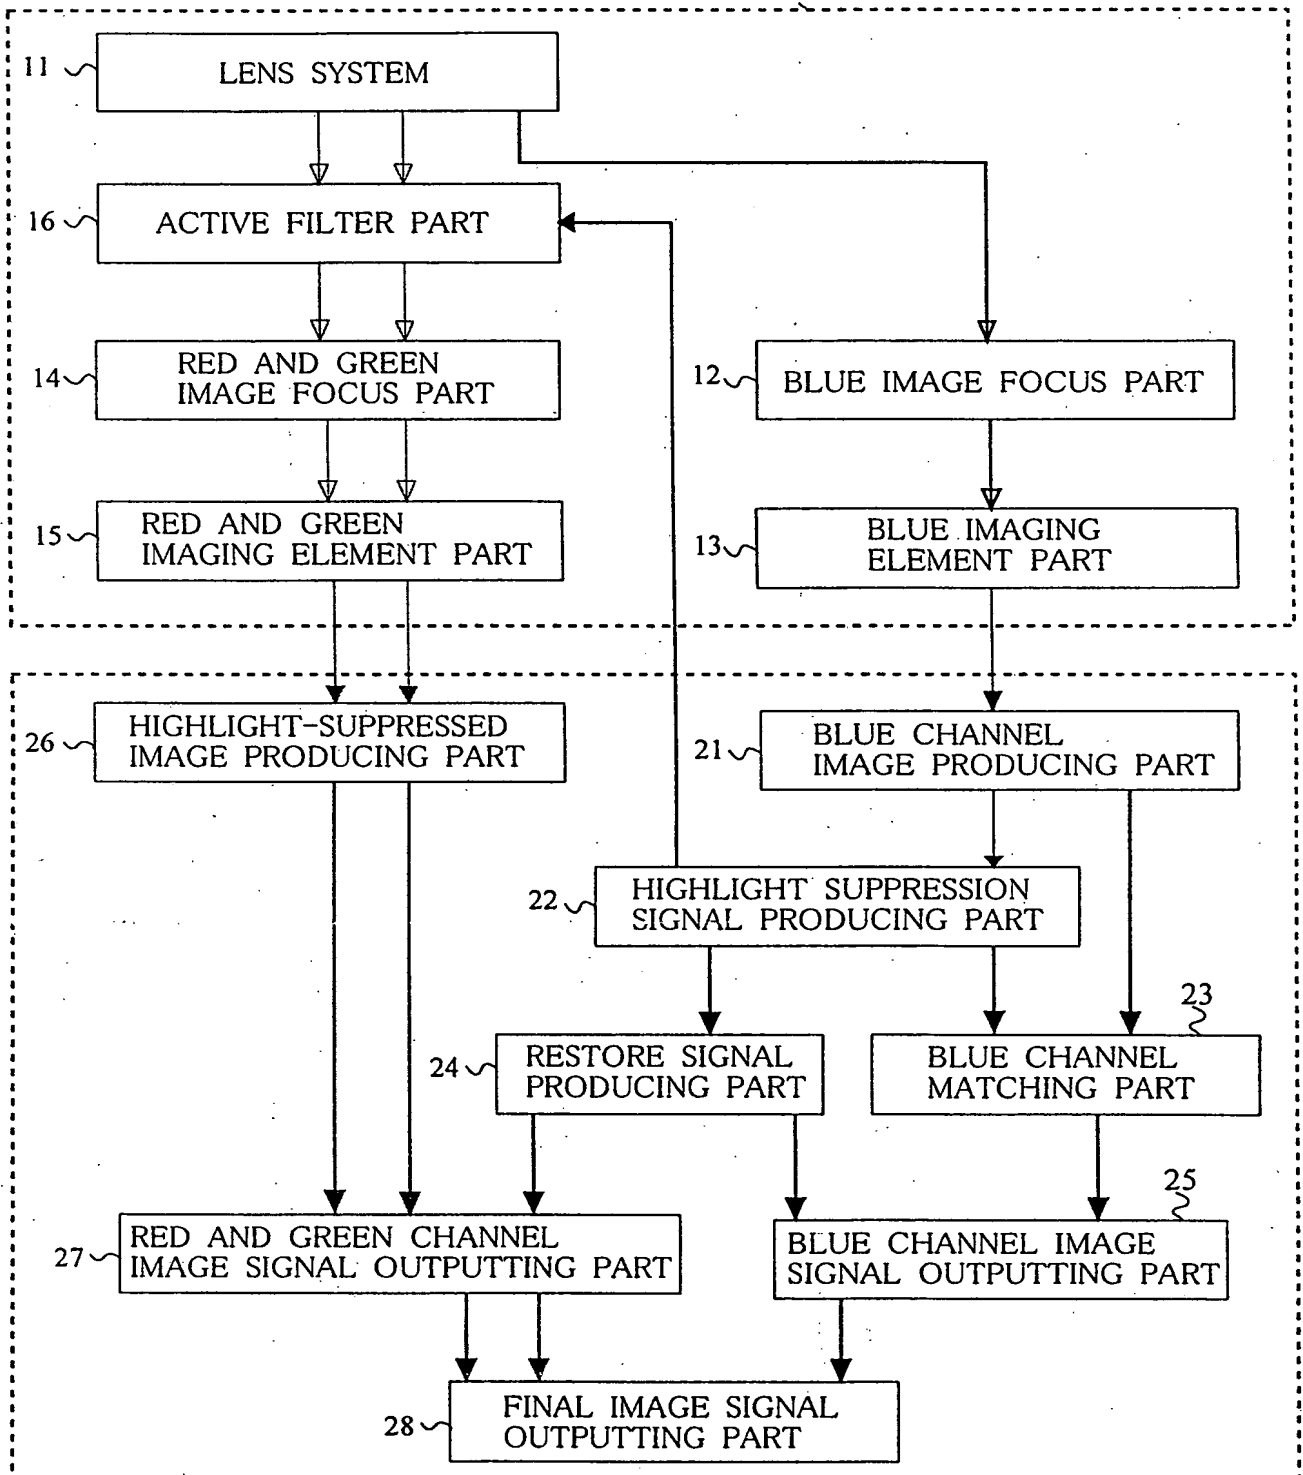 11
LENS SYSTEM
16
ACTIVE FILTER PART
14
RED AND GREEN
IMAGE FOCUS PART
12
BLUE IMAGE FOCUS PART
15
RED AND GREEN
IMAGING ELEMENT PART
13
BLUE IMAGING
ELEMENT PART
26
HIGHLIGHT-SUPPRESSED
IMAGE PRODUCING PART
21
BLUE CHANNEL
IMAGE PRODUCING PART
22
HIGHLIGHT SUPPRESSION
SIGNAL PRODUCING PART
24
RESTORE SIGNAL
PRODUCING PART
23
BLUE CHANNEL
MATCHING PART
27
RED AND GREEN CHANNEL
IMAGE SIGNAL OUTPUTTING PART
25
BLUE CHANNEL IMAGE
SIGNAL OUTPUTTING PART
28
FINAL IMAGE SIGNAL
OUTPUTTING PART